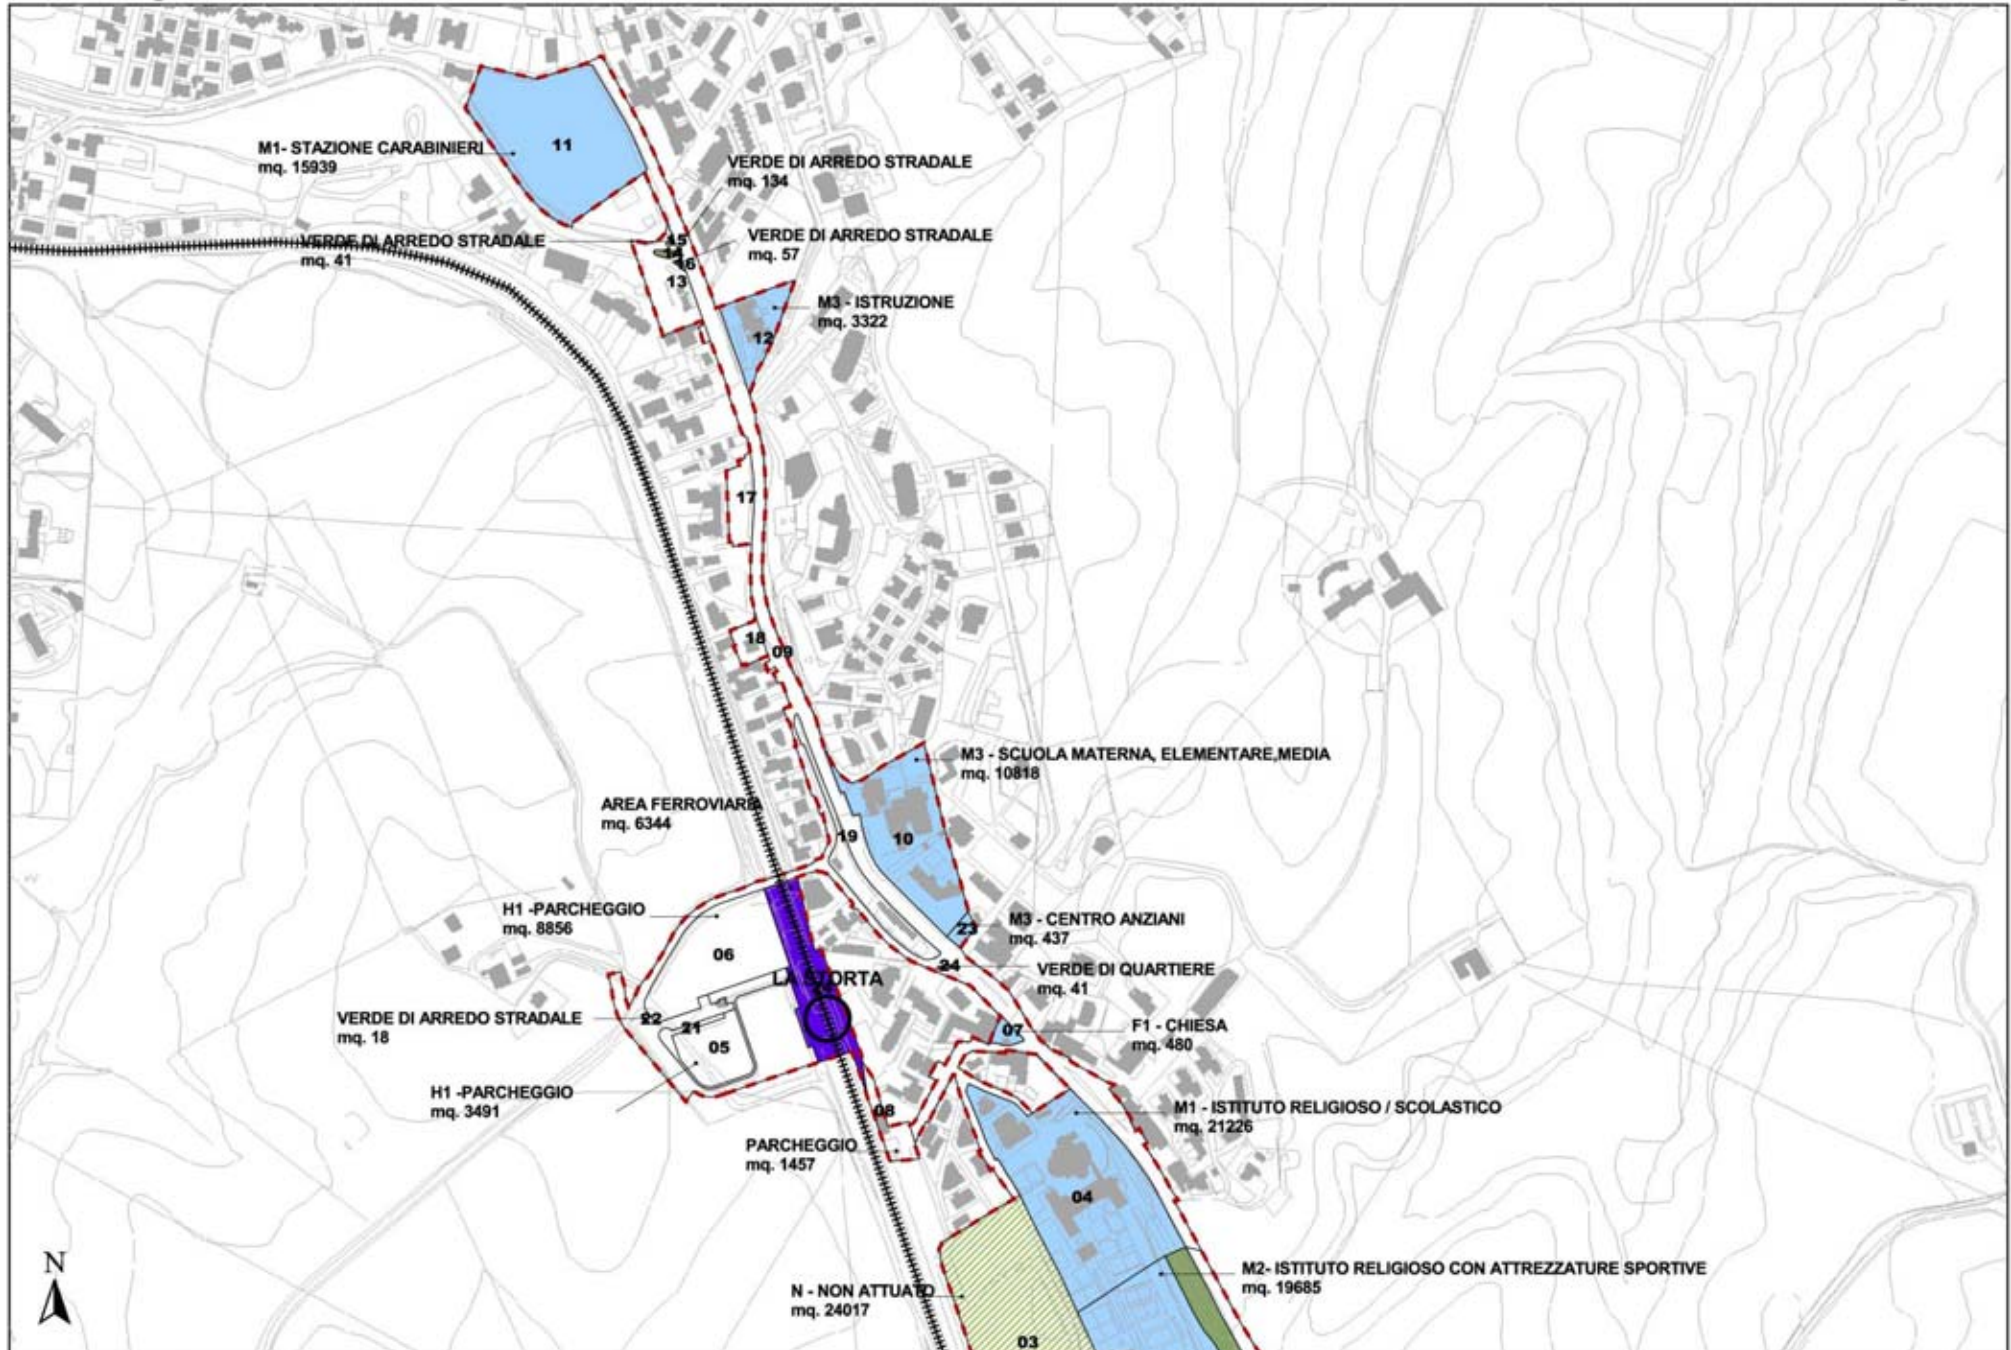 11
M1- STAZIONE CARABINIERI
mq. 15939
VERDE DI ARREDO STRADALE
mq. 134
VERDE DI ARREDO STRADALE
mq. 41
15
14
16
13
VERDE DI ARREDO STRADALE
mq. 57
M3 - ISTRUZIONE
mq. 3322
12
17
18
09
M3 - SCUOLA MATERNA, ELEMENTARE,MEDIA
mq. 10818
AREA FERROVIARIA
mq. 6344
19
10
H1 -PARCHEGGIO
mq. 8856
M3 - CENTRO ANZIANI
mq. 437
23
06
24
VERDE DI QUARTIERE
mq. 41
LA STORTA
VERDE DI ARREDO STRADALE
mq. 18
22
21
05
07
F1 - CHIESA
mq. 480
H1 -PARCHEGGIO
mq. 3491
08
M1 - ISTITUTO RELIGIOSO / SCOLASTICO
mq. 21226
PARCHEGGIO
mq. 1457
04
N
M2- ISTITUTO RELIGIOSO CON ATTREZZATURE SPORTIVE
mq. 19685
N - NON ATTUATO
mq. 24017
03